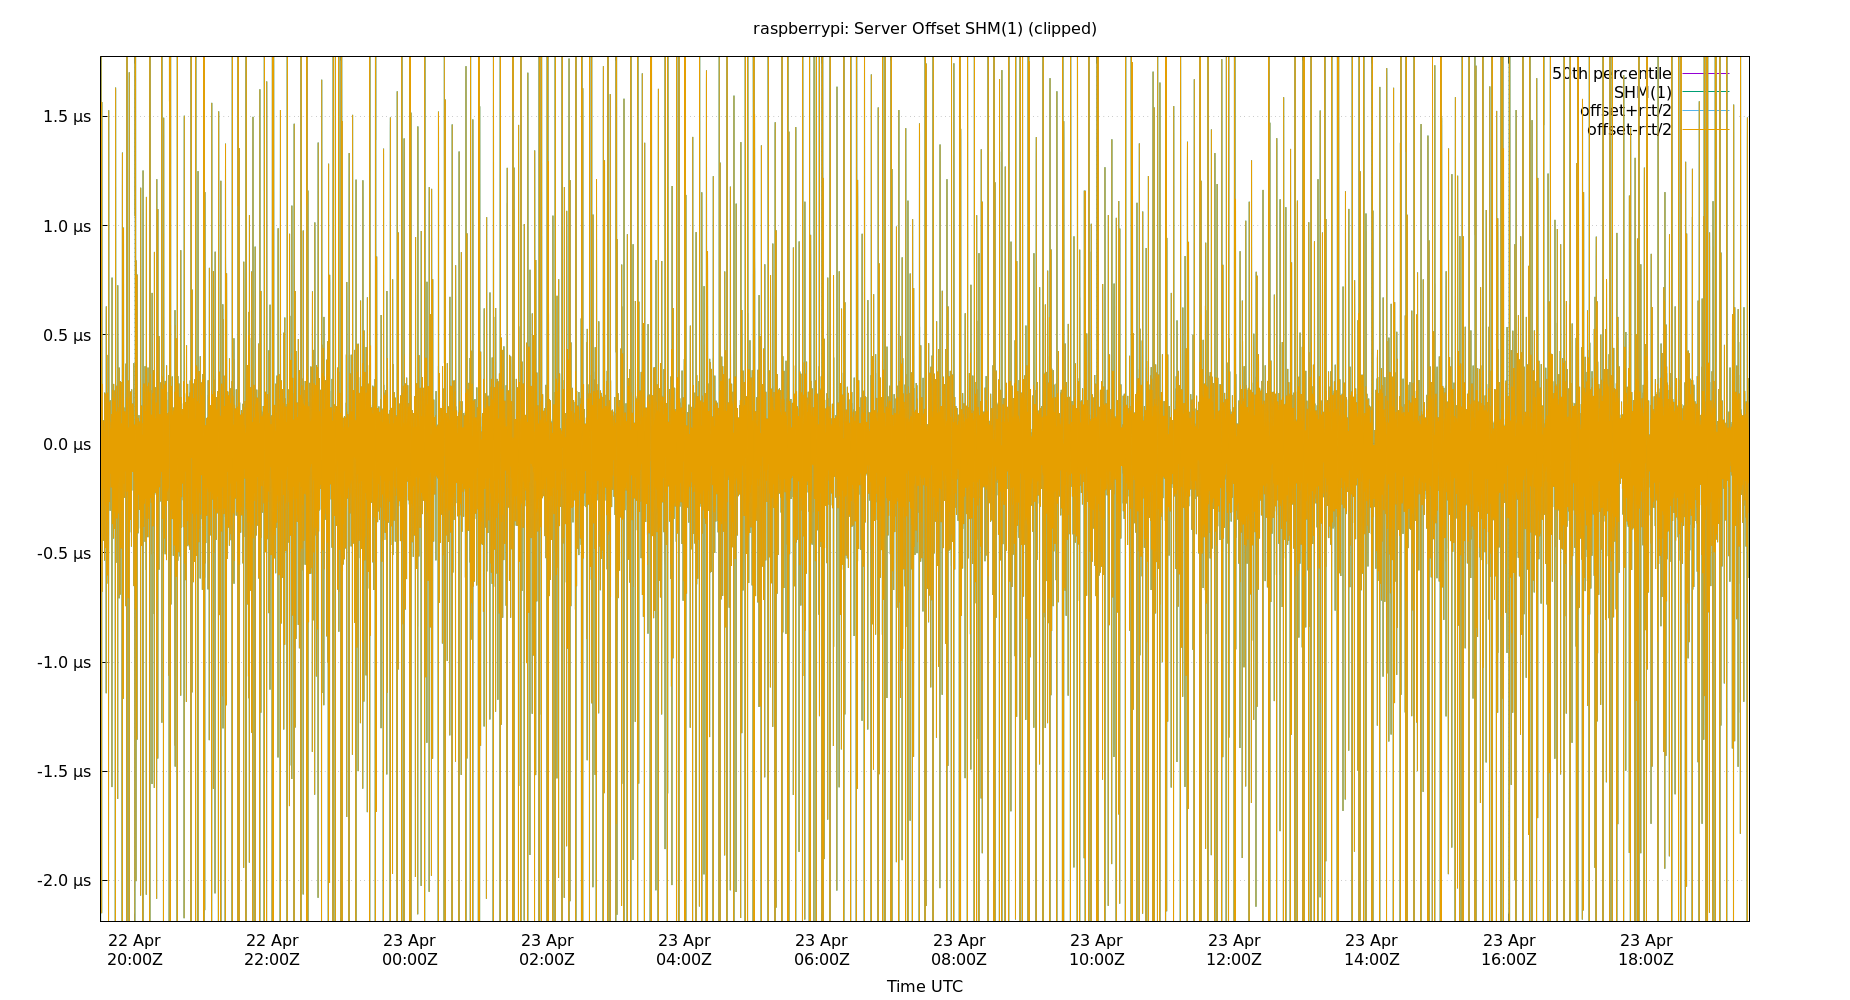 raspberrypi: Server Offset SHM(1) (clipped)
50th percentile
SHM(1)
offset+rtt/2
offset-rtt/2
1.5 µs
1.0 µs
0.5 µs
0.0 µs
-0.5 µs
-1.0 µs
-1.5 µs
-2.0 µs
22 Apr 22 Apr 23 Apr 23 Apr 23 Apr 23 Apr 23 Apr 23 Apr 23 Apr 23 Apr 23 Apr 23 Apr
20:00Z 22:00Z 00:00Z 02:00Z 04:00Z 06:00Z 08:00Z 10:00Z 12:00Z 14:00Z 16:00Z 18:00Z
Time UTC